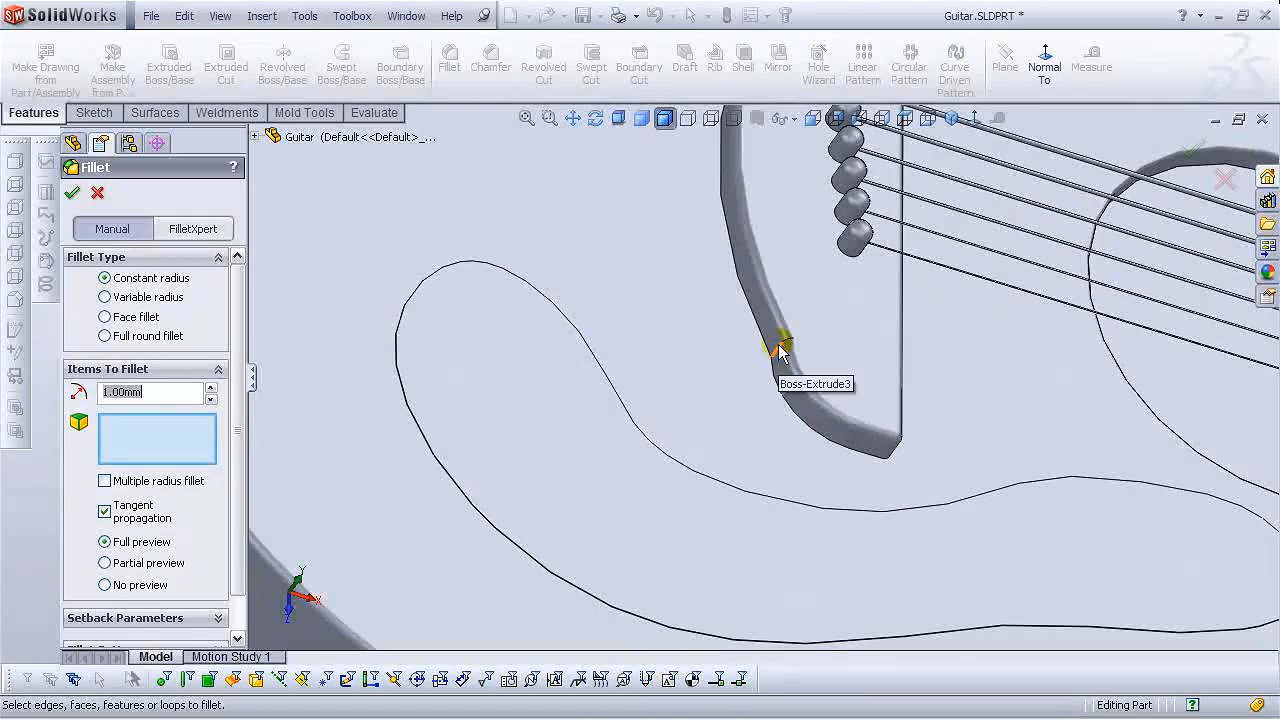 SolidWorks
File Edit View Insert Tools Toolbox Window Help
Guitar.SLDPRT *
Make Drawing from Part/Assembly
Make Assembly from P...
Extruded Boss/Base
Extruded Cut
Revolved Boss/Base
Swept Boss/Base
Boundary Boss/Base
Fillet
Chamfer
Revolved Cut
Swept Cut
Boundary Cut
Draft
Rib
Shell
Mirror
Hole Wizard
Linear Pattern
Circular Pattern
Curve Driven Pattern
Plane
Normal To
Measure
Features Sketch Surfaces Weldments Mold Tools Evaluate
Guitar (Default<<Default>_...
Fillet ?
Manual FilletXpert
Fillet Type
Constant radius
Variable radius
Face fillet
Full round fillet
Items To Fillet
1.00mm
Multiple radius fillet
Tangent
propagation
Full preview
Partial preview
No preview
Setback Parameters
Boss-Extrude3
Y
X
Z
Model Motion Study 1
Select edges, faces, features or loops to fillet.
Editing Part